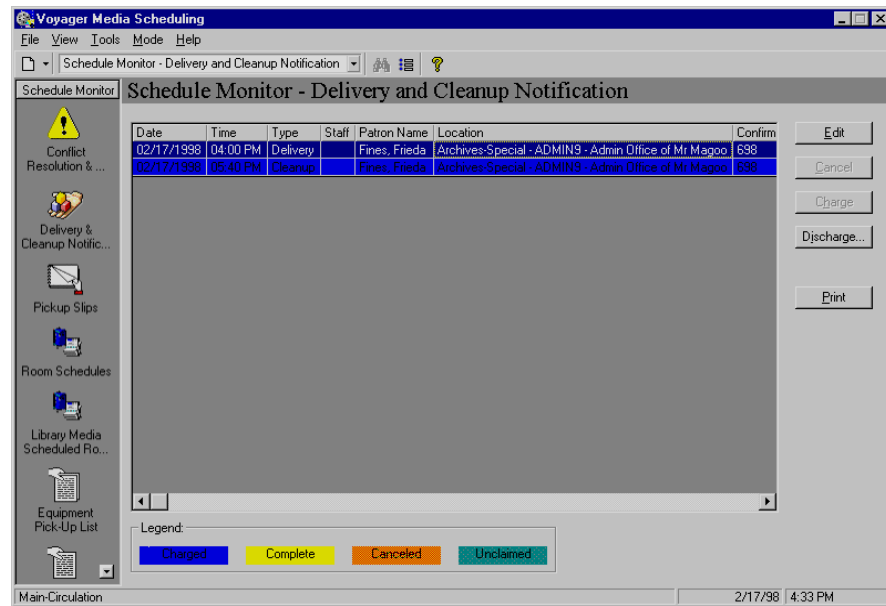 Voyager Media Scheduling
File View Tools Mode Help
Schedule Monitor - Delivery and Cleanup Notification
Schedule Monitor
Schedule Monitor - Delivery and Cleanup Notification
Conflict
Resolution & ...
Delivery &
Cleanup Notific...
Pickup Slips
Room Schedules
Library Media
Scheduled Ro...
Equipment
Pick-Up List
Date Time Type Staff Patron Name Location Confirm
02/17/1998 04:00 PM Delivery Fines, Frieda Archives-Special - ADMIN9 - Admin Office of Mr Magoo 698
02/17/1998 05:40 PM Cleanup Fines, Frieda Archives-Special - ADMIN9 - Admin Office of Mr Magoo 698
Edit
Cancel
Charge
Discharge...
Print
Legend:
Charged Complete Canceled Unclaimed
Main-Circulation 2/17/98 4:33 PM